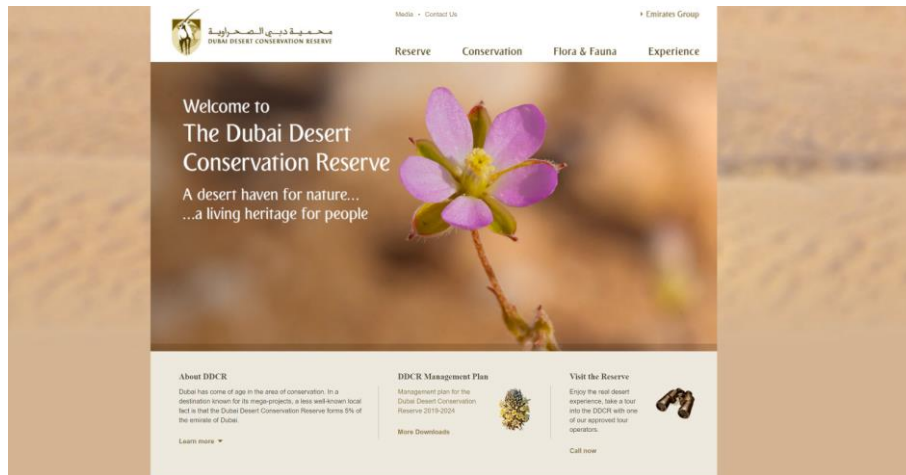 Media • Contact Us
Emirates Group
محمية دبي الصحراوية
DUBAI DESERT CONSERVATION RESERVE
Reserve Conservation Flora & Fauna Experience
Welcome to
The Dubai Desert
Conservation Reserve
A desert haven for nature...
...a living heritage for people
About DDCR
Dubai has come of age in the area of conservation. In a
destination known for its mega-projects, a less well-known local
fact is that the Dubai Desert Conservation Reserve forms 5% of
the emirate of Dubai.
Learn more
DDCR Management Plan
Management plan for the
Dubai Desert Conservation
Reserve 2019-2024
More Downloads
Visit the Reserve
Enjoy the real desert
experience, take a tour
into the DDCR with one
of our approved tour
operators.
Call now